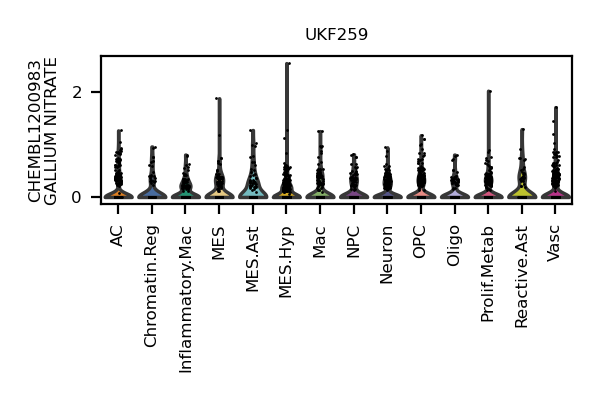 UKF259
CHEMBL1200983
GALLIUM NITRATE
2
0
AC
Chromatin.Reg
Inflammatory.Mac
MES
MES.Ast
MES.Hyp
Mac
NPC
Neuron
OPC
Oligo
Prolif.Metab
Reactive.Ast
Vasc